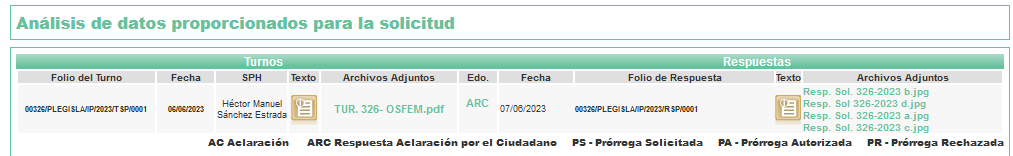 Análisis de datos proporcionados para la solicitud
Turnos Respuestas
Folio del Turno Fecha SPH Texto Archivos Adjuntos Edo. Fecha Folio de Respuesta Texto Archivos Adjuntos
00326/PLEGISLA/IP/2023/TSP/0001 06/06/2023 Héctor Manuel Sánchez Estrada TUR. 326- OSFEM.pdf ARC 07/06/2023 00326/PLEGISLA/IP/2023/RSP/0001
Resp. Sol. 326-2023 b.jpg
Resp. Sol. 326-2023 d.jpg
Resp. Sol. 326-2023 a.jpg
Resp. Sol. 326-2023 c.jpg
AC Aclaración ARC Respuesta Aclaración por el Ciudadano PS - Prórroga Solicitada PA - Prórroga Autorizada PR - Prórroga Rechazada